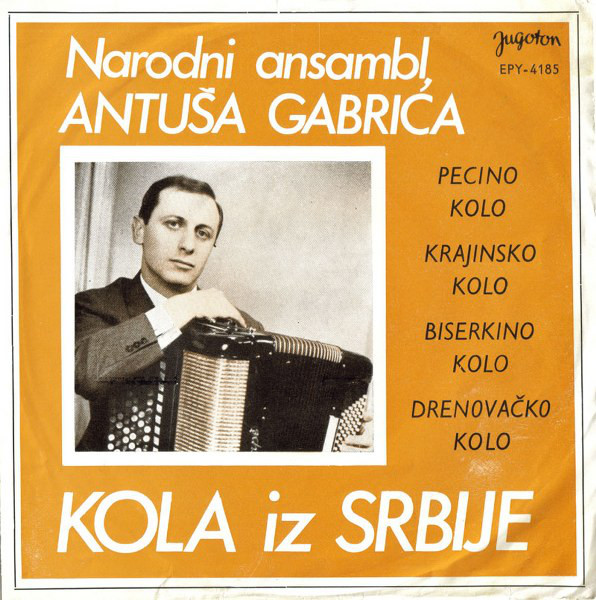 Narodni ansambl
ANTUŠA GABRIĆA
Jugoton
EPY-4185
PECINO
KOLO
KRAJINSKO
KOLO
BISERKINO
KOLO
DRENOVAČKO
KOLO
KOLA iz SRBIJE